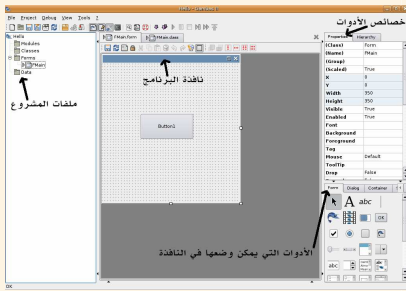 File Project Debug View Tools ?
خصائص الأدوات
Hello
Modules
Classes
Forms
FMain
Data
ملفات المشروع
FMain.form
FMain.class
نافذة البرنامج
Button1
Properties
Hierarchy
(Class) Form
(Name) FMain
(Group)
(Scaled) True
X 0
Y 0
Width 350
Height 350
Visible True
Enabled True
Font
Background
Foreground
Tag
Mouse Default
ToolTip
Drop False
Form
Dialog
Container
A
abc
OK
abc
الأدوات التي يمكن وضعها في النافذة
OK